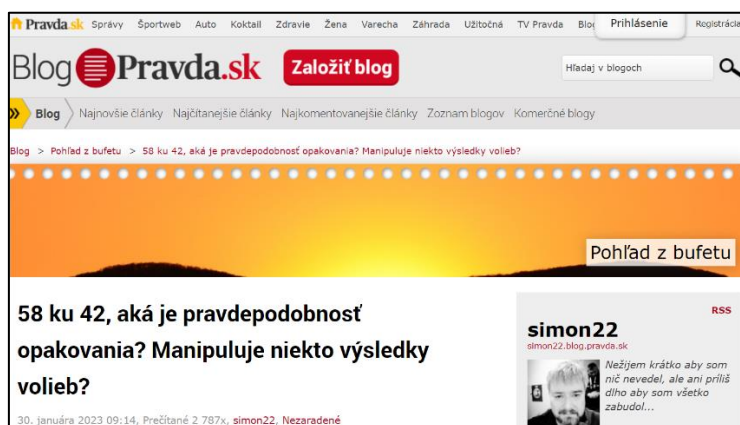 Pravda.sk Správy Športweb Auto Koktail Zdravie Žena Varecha Záhrada Užitočná TV Pravda Blog Prihlásenie Registrácia
Blog Pravda.sk Založiť blog Hľadaj v blogoch
» Blog Najnovšie články Najčítanejšie články Najkomentovanejšie články Zoznam blogov Komerčné blogy
Blog > Pohľad z bufetu > 58 ku 42, aká je pravdepodobnosť opakovania? Manipuluje niekto výsledky volieb?
Pohľad z bufetu
58 ku 42, aká je pravdepodobnosť
opakovania? Manipuluje niekto výsledky
volieb?
30. januára 2023 09:14, Prečítané 2 787x, simon22, Nezaradené
RSS
simon22
simon22.blog.pravda.sk
Nežijem krátko aby som
nič nevedel, ale ani príliš
dlho aby som všetko
zabudol...